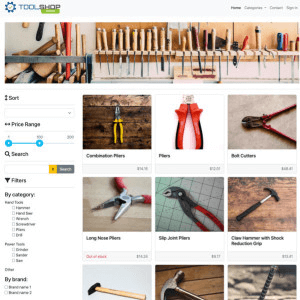 TOOLSHOP
Home Categories Contact Sign in
Sort
Price Range
0 100 200
Search
X Search
Filters
By category:
Hand Tools
Hammer
Hand Saw
Wrench
Screwdriver
Pliers
Drill
Power Tools
Grinder
Sander
Saw
Other
By brand:
Brand name 1
Brand name 2
Combination Pliers
$14.15
Pliers
$12.01
Bolt Cutters
$48.41
Long Nose Pliers
Out of stock $14.24
Slip Joint Pliers
$9.17
Claw Hammer with Shock
Reduction Grip
$13.41